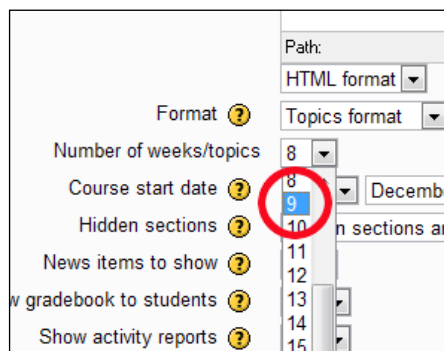 Path:
HTML format
Format ? Topics format
Number of weeks/topics 8
8
Course start date ? Decemb
9
Hidden sections ? n sections a
10
11
News items to show ?
12
w gradebook to students ? 13
14
Show activity reports ?
15